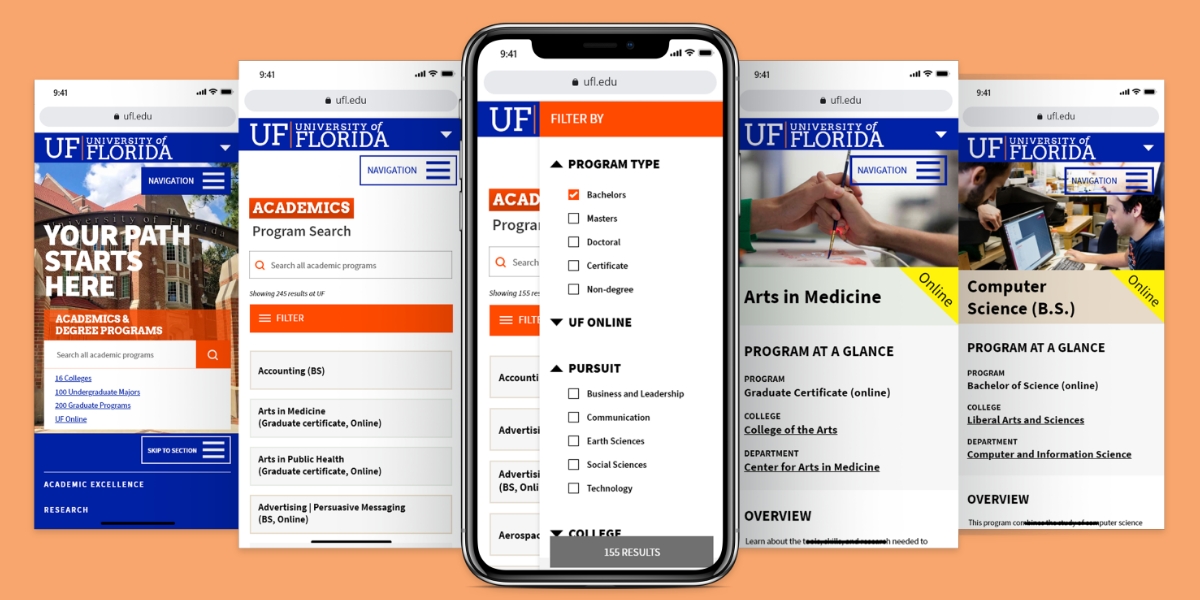 9:41
ufl.edu
UF UNIVERSITY of
FLORIDA
NAVIGATION
University of Florida
YOUR PATH
STARTS
HERE
ACADEMICS &
DEGREE PROGRAMS
Search all academic programs
16 Colleges
100 Undergraduate Majors
200 Graduate Programs
UF Online
SKIP TO SECTION
ACADEMIC EXCELLENCE
RESEARCH
9:41
ufl.edu
UF UNIVERSITY of
FLORIDA
NAVIGATION
ACADEMICS
Program Search
Search all academic programs
Showing 245 results at UF
FILTER
Accounting (BS)
Arts in Medicine
(Graduate certificate, Online)
Arts in Public Health
(Graduate certificate, Online)
Advertising | Persuasive Messaging
(BS, Online)
9:41
ufl.edu
UF
ACAD
Progra
Search
Showing 155 res
FILTE
Accounti
Advertisi
Advertisi
(BS, Onli
Aerospac
FILTER BY
PROGRAM TYPE
Bachelors
Masters
Doctoral
Certificate
Non-degree
UF ONLINE
PURSUIT
Business and Leadership
Communication
Earth Sciences
Social Sciences
Technology
COLLEGE
155 RESULTS
9:41
ufl.edu
UF UNIVERSITY of
FLORIDA
NAVIGATION
Online
Arts in Medicine
PROGRAM AT A GLANCE
PROGRAM
Graduate Certificate (online)
COLLEGE
College of the Arts
DEPARTMENT
Center for Arts in Medicine
OVERVIEW
Learn about the tools, skills, and research needed to
9:41
ufl.edu
UF UNIVERSITY of
FLORIDA
NAVIGATION
Online
Computer
Science (B.S.)
PROGRAM AT A GLANCE
PROGRAM
Bachelor of Science (online)
COLLEGE
Liberal Arts and Sciences
DEPARTMENT
Computer and Information Science
OVERVIEW
This program combines the study of computer science